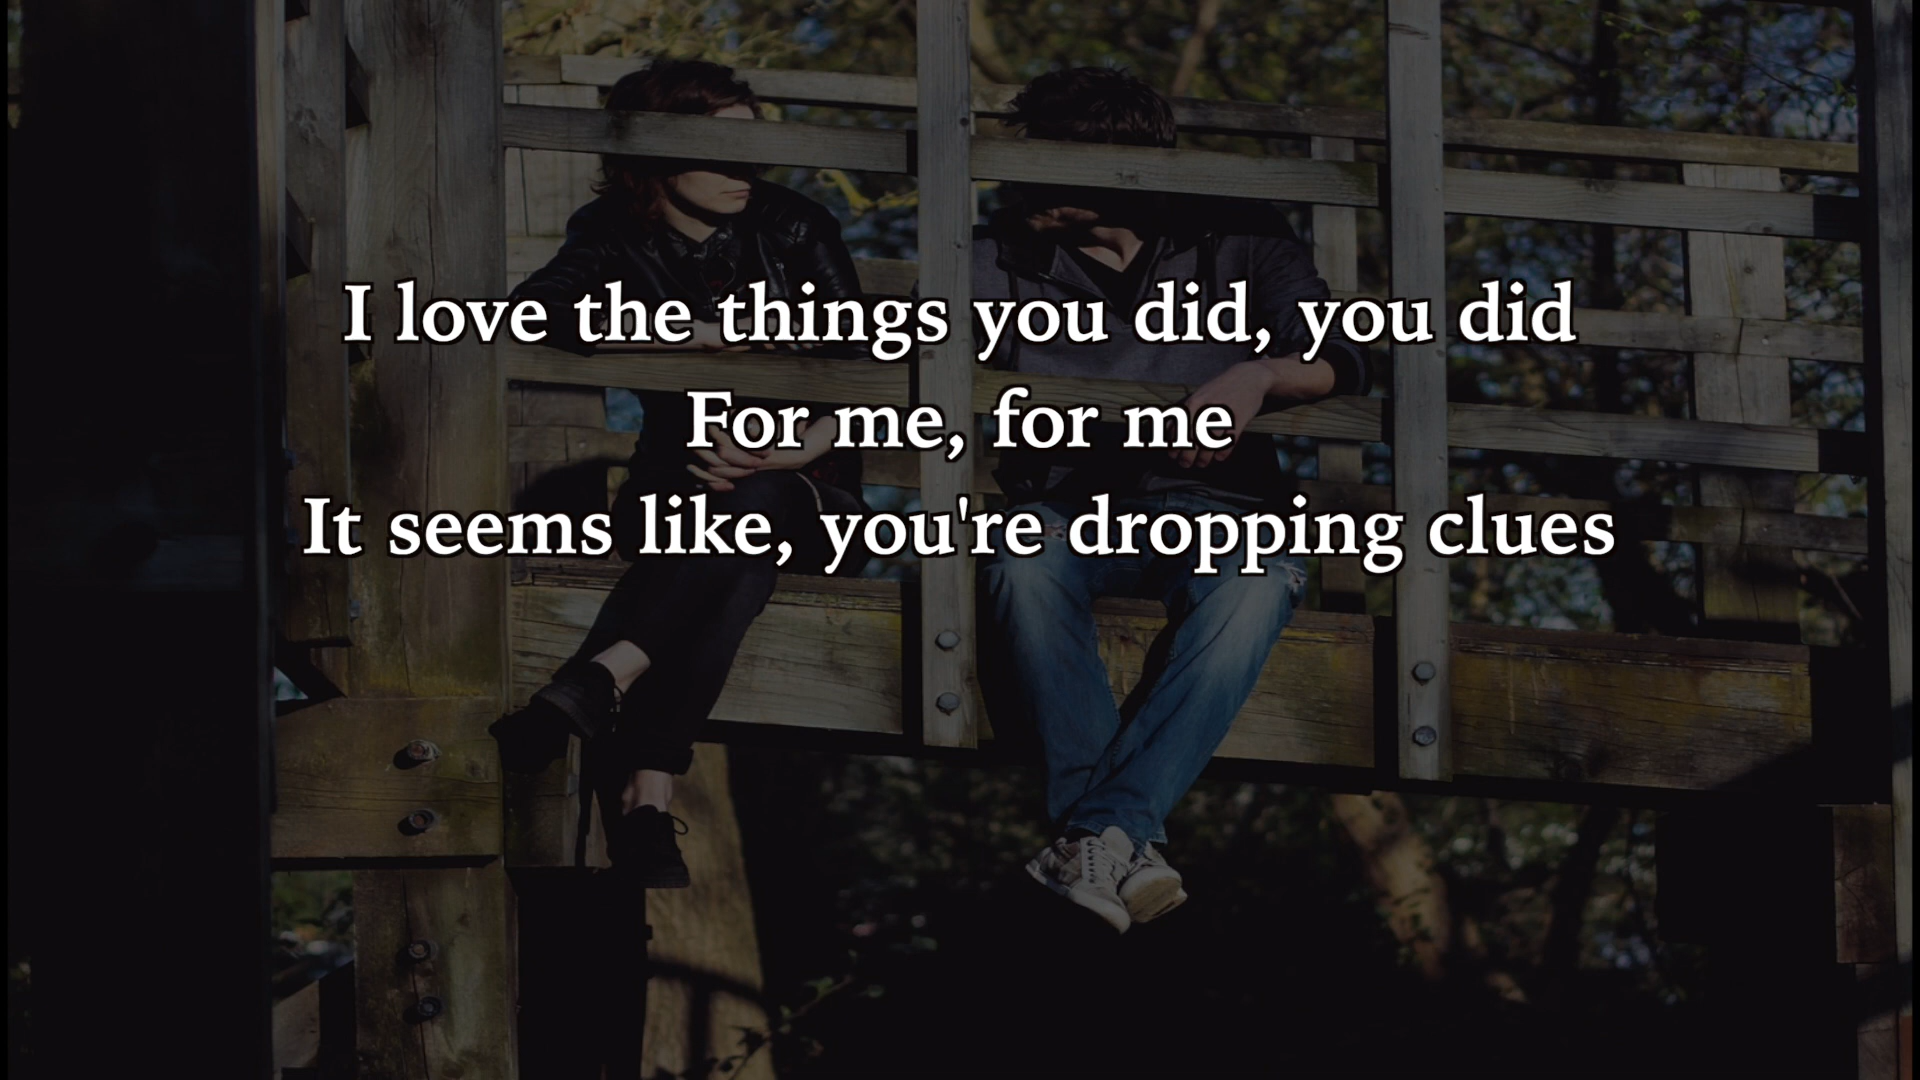 I love the things you did, you did
For me, for me
It seems like, you're dropping clues